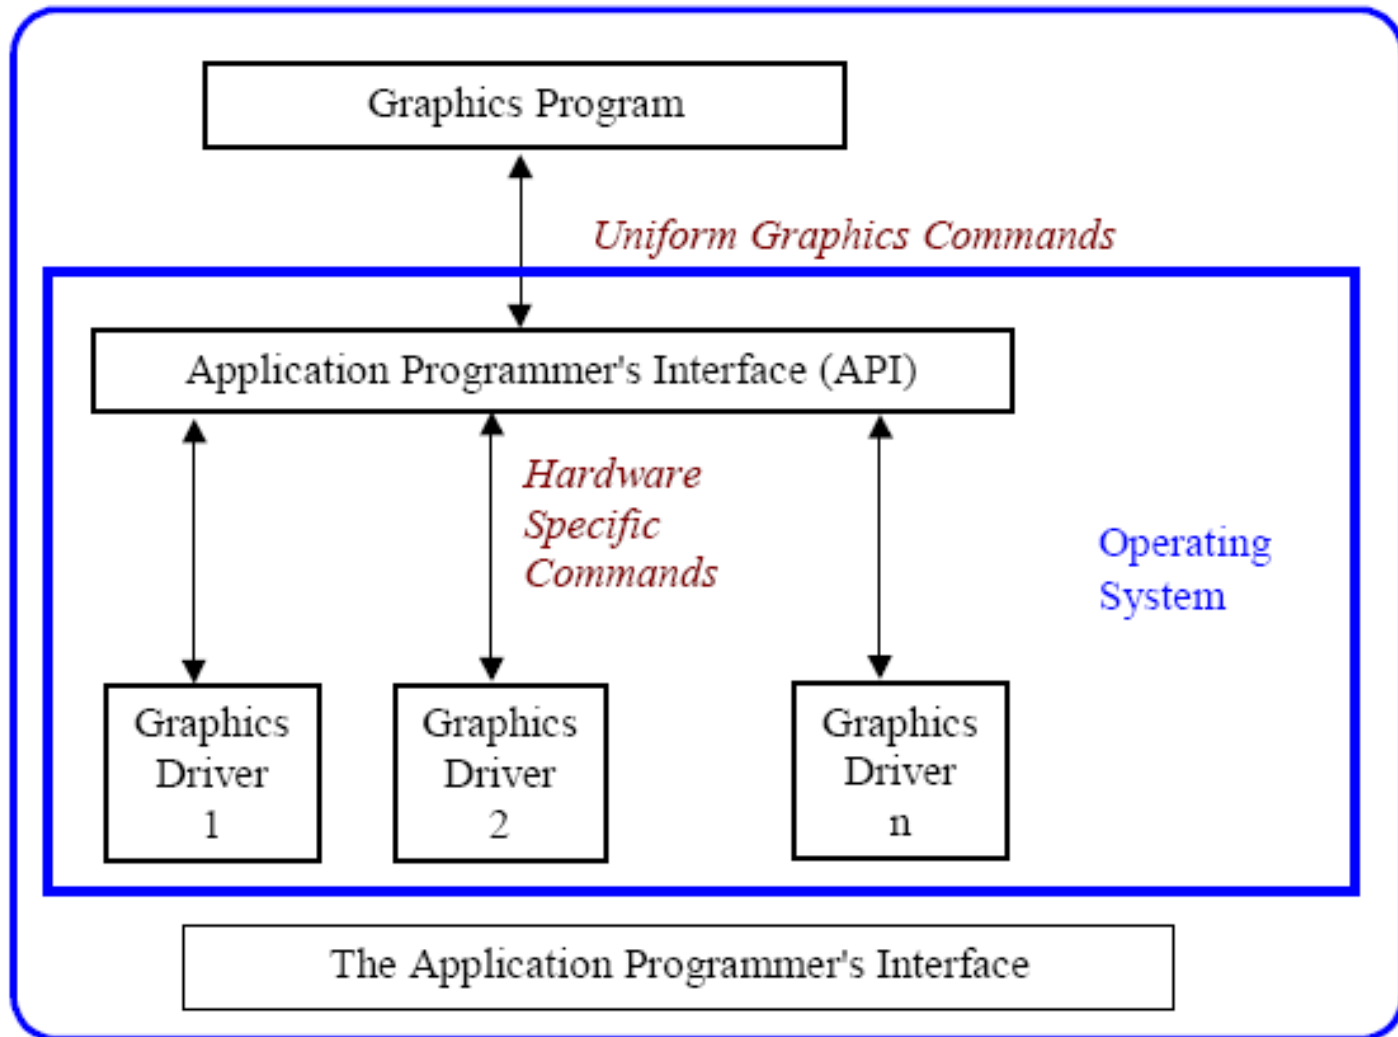 Graphics Program
Uniform Graphics Commands
Application Programmer's Interface (API)
Hardware
Specific
Commands
Operating
System
Graphics
Driver
1
Graphics
Driver
2
Graphics
Driver
n
The Application Programmer's Interface